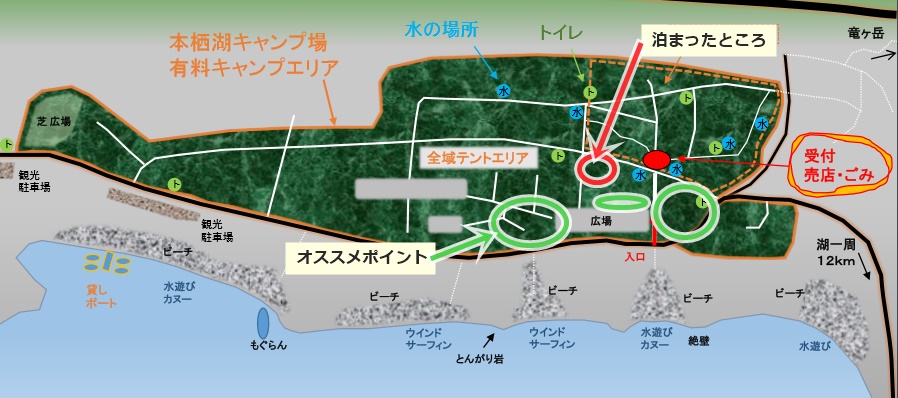 本栖湖キャンプ場
有料キャンプエリア
水の場所
トイレ
泊まったところ
竜ヶ岳
ト
水
水
ト
ト
水
芝広場
ト
全域テントエリア
ト
ト
水
水
水
受付
売店・ごみ
観光
駐車場
ト
ト
観光
駐車場
広場
入口
オススメポイント
湖一周
12km
ビーチ
貸し
ボート
水遊び
カヌー
もぐらん
ビーチ
ウインド
サーフィン
とんがり岩
ビーチ
ウインド
サーフィン
ビーチ
水遊び
カヌー
絶壁
ビーチ
水遊び